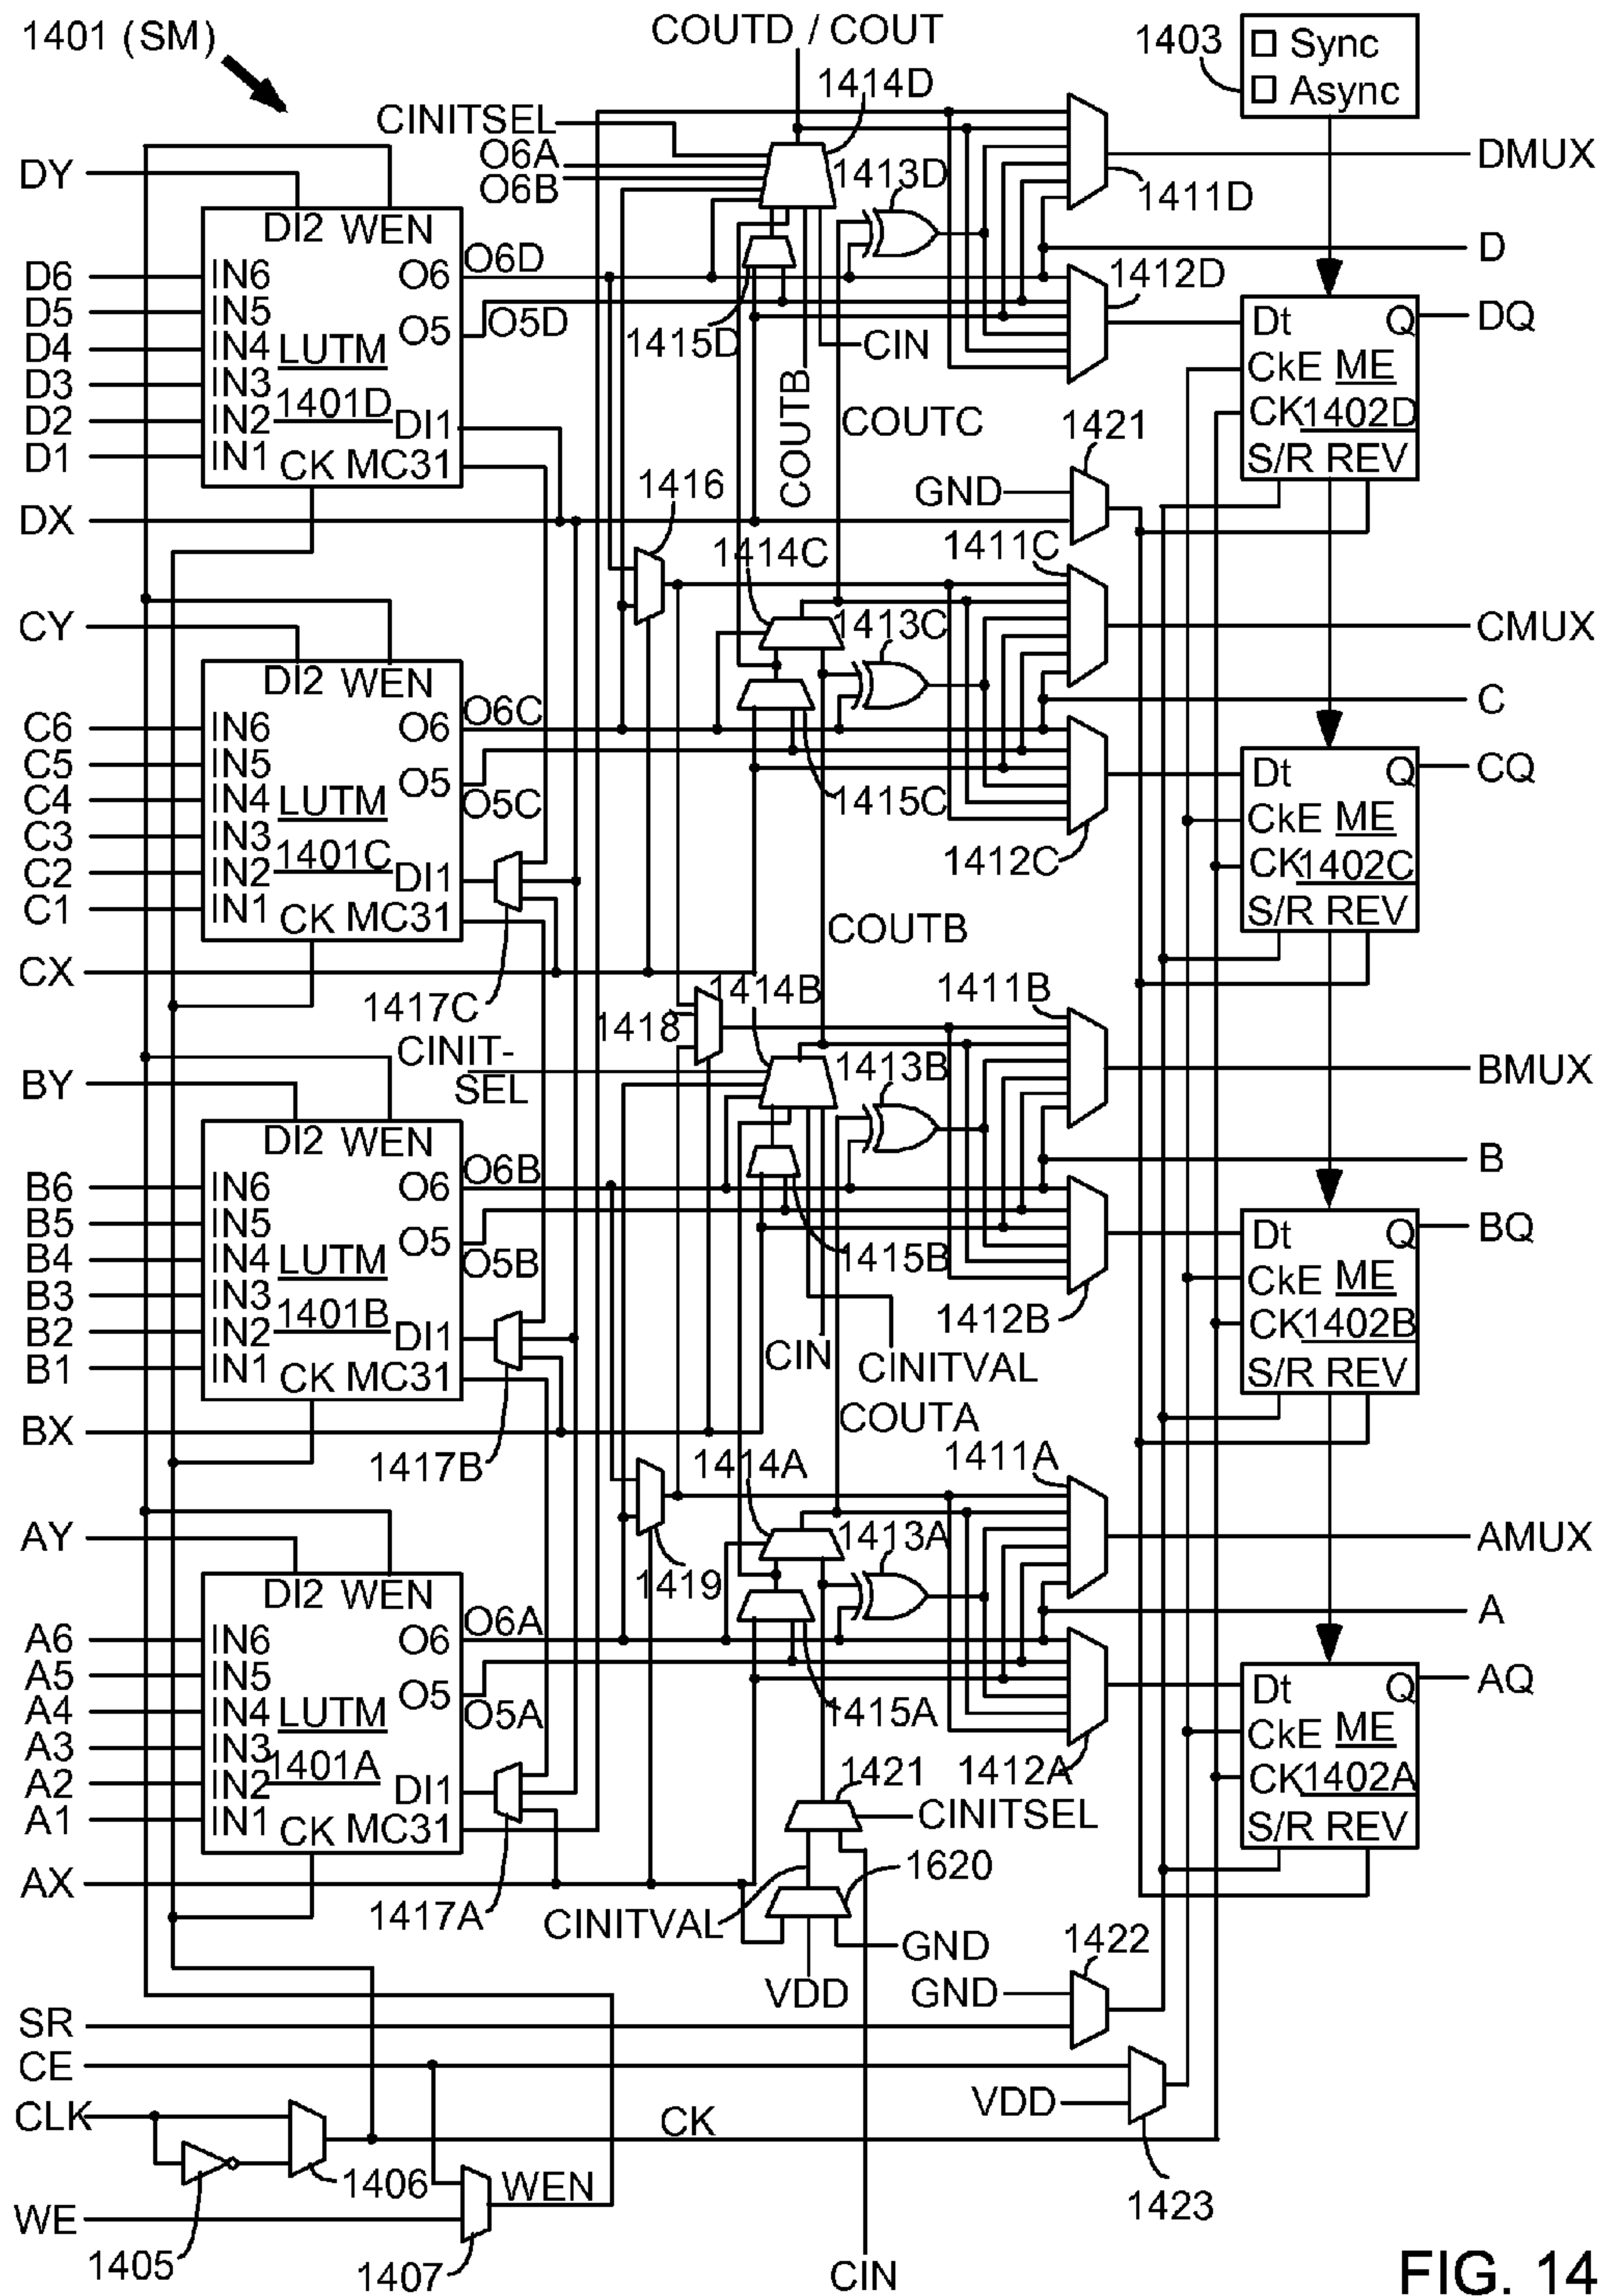 1401 (SM)
COUTD / COUT
1403
Sync
Async
1414D
CINITSEL
O6A
O6B
1413D
DMUX
1411D
DY
DI2 WEN
D
D6
D5
D4
D3
D2
D1
IN6
IN5
IN4
IN3
IN2
IN1
LUTM
1401D
O6
O5
DI1
CK MC31
O6D
O5D
1415D
CIN
COUTB
COUTC
1412D
Dt
Q
DQ
CkE ME
CK 1402D
S/R REV
1421
GND
DX
1416
1414C
1411C
1413C
CMUX
CY
DI2 WEN
C
C6
C5
C4
C3
C2
C1
IN6
IN5
IN4
IN3
IN2
IN1
LUTM
1401C
O6
O5
DI1
CK MC31
O6C
O5C
1415C
1412C
Dt
Q
CQ
CkE ME
CK 1402C
S/R REV
COUTB
CX
1417C
1418
1414B
1411B
CINIT-
SEL
1413B
BMUX
BY
DI2 WEN
B
B6
B5
B4
B3
B2
B1
IN6
IN5
IN4
IN3
IN2
IN1
LUTM
1401B
O6
O5
DI1
CK MC31
O6B
O5B
1415B
1412B
Dt
Q
BQ
CkE ME
CK 1402B
S/R REV
CIN
CINITVAL
COUTA
BX
1417B
1414A
1411A
1413A
1419
AMUX
AY
DI2 WEN
A
A6
A5
A4
A3
A2
A1
IN6
IN5
IN4
IN3
IN2
IN1
LUTM
1401A
O6
O5
DI1
CK MC31
O6A
O5A
1415A
1412A
Dt
Q
AQ
CkE ME
CK 1402A
S/R REV
1421
CINITSEL
1620
AX
1417A
CINITVAL
GND
VDD
1422
GND
SR
CE
VDD
CLK
CK
1406
WEN
1423
WE
1405
1407
CIN
FIG. 14